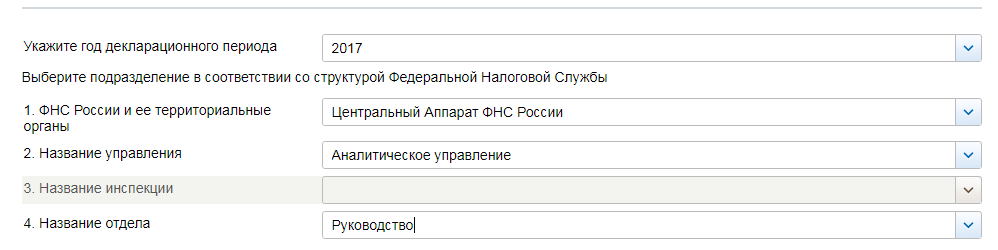 Укажите год декларационного периода
2017
Выберите подразделение в соответствии со структурой Федеральной Налоговой Службы
1. ФНС России и ее территориальные
органы
Центральный Аппарат ФНС России
2. Название управления
Аналитическое управление
3. Название инспекции
4. Название отдела
Руководство